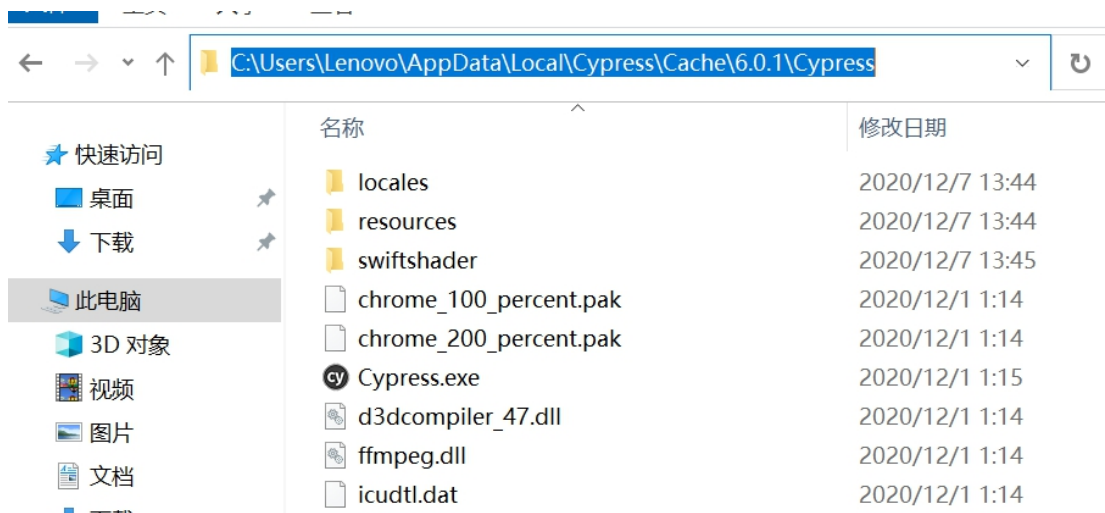 C:\Users\Lenovo\AppData\Local\Cypress\Cache\6.0.1\Cypress
名称 修改日期
快速访问
桌面
下载
此电脑
3D 对象
视频
图片
文档
locales 2020/12/7 13:44
resources 2020/12/7 13:44
swiftshader 2020/12/7 13:45
chrome_100_percent.pak 2020/12/1 1:14
chrome_200_percent.pak 2020/12/1 1:14
cy Cypress.exe 2020/12/1 1:15
d3dcompiler_47.dll 2020/12/1 1:14
ffmpeg.dll 2020/12/1 1:14
icudtl.dat 2020/12/1 1:14